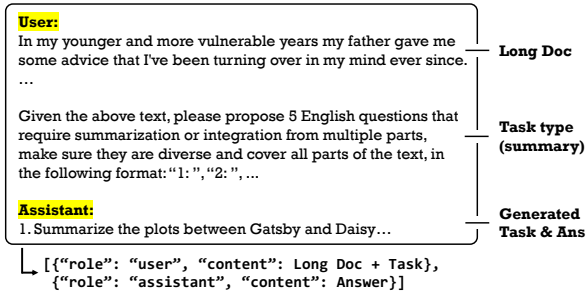 User:
In my younger and more vulnerable years my father gave me
some advice that I've been turning over in my mind ever since.
…
Long Doc
Given the above text, please propose 5 English questions that
require summarization or integration from multiple parts,
make sure they are diverse and cover all parts of the text, in
the following format: “1: ”, “2: ”, ...
Task type
(summary)
Assistant:
1. Summarize the plots between Gatsby and Daisy…
Generated
Task & Ans
[{“role”: “user”, “content”: Long Doc + Task},
{“role”: “assistant”, “content”: Answer}]